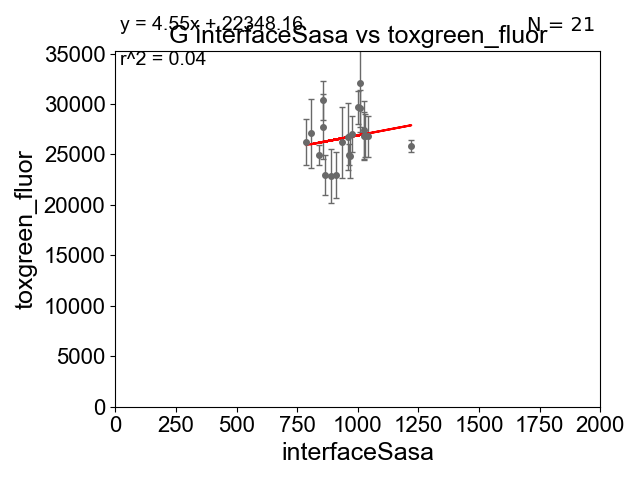 y = 4.55x + 22348.16
N = 21
G InterfaceSasa vs toxgreen_fluor
r^2 = 0.04
35000
30000
25000
20000
15000
10000
5000
0
toxgreen_fluor
0 250 500 750 1000 1250 1500 1750 2000
interfaceSasa